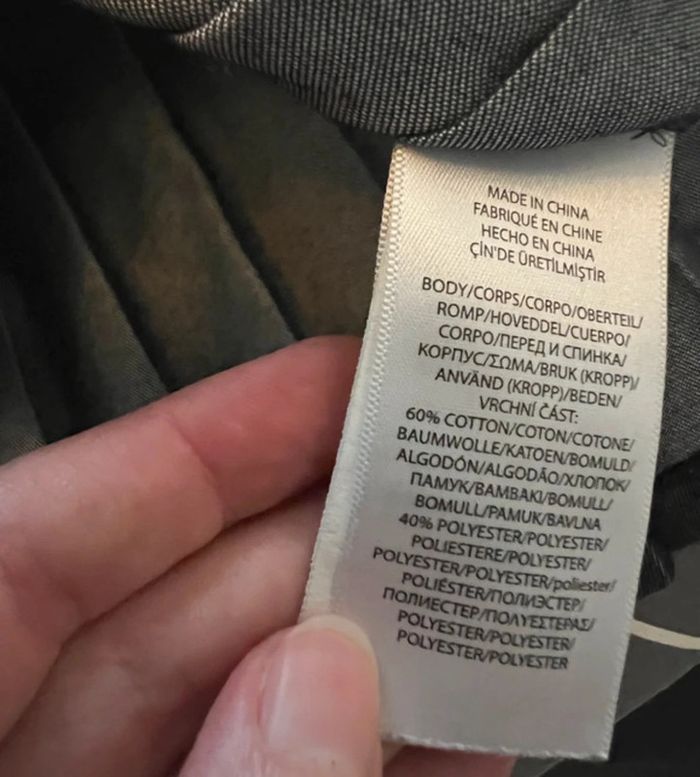 MADE IN CHINA
FABRIQUÉ EN CHINE
HECHO EN CHINA
ÇİN'DE ÜRETİLMİŞTİR
BODY/CORPS/CORPO/OBERTEIL/
ROMP/HOVEDDEL/CUERPO/
CORPO/ПЕРЕД И СПИНКА/
КОРПУС/ΣΩΜΑ/BRUK (KROPP)/
ANVÄND (KROPP)/BEDEN/
VRCHNÍ ČÁST:
60% COTTON/COTON/COTONE/
BAUMWOLLE/KATOEN/BOMULD/
ALGODÓN/ALGODÃO/ХЛОПОК/
ПАМУК/BAMBAKI/BOMULL/
BOMULL/PAMUK/BAVLNA
40% POLYESTER/POLYESTER/
POLIESTERE/POLYESTER/
POLYESTER/POLYESTER/poliester/
POLIÉSTER/ПОЛИЭСТЕР/
ПОЛИЕСТЕР/ΠΟΛΥΕΣΤΕΡΑΣ/
POLYESTER/POLYESTER/
POLYESTER/POLYESTER